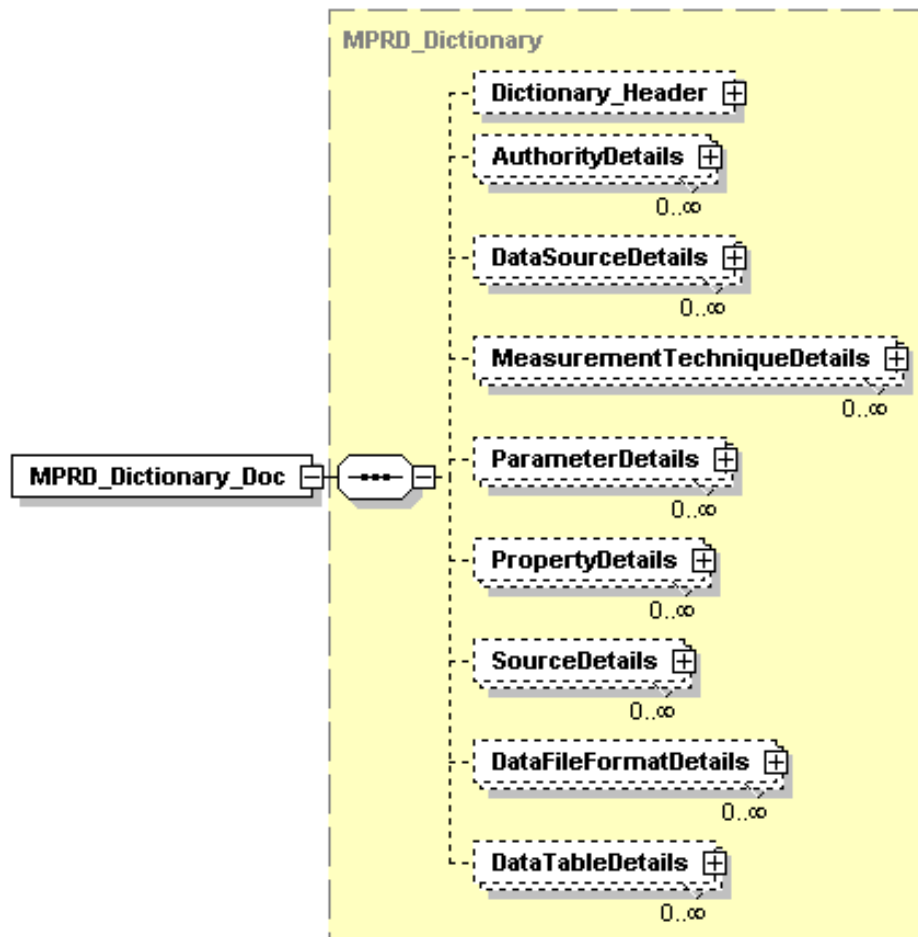 MPRD_Dictionary
Dictionary_Header
AuthorityDetails
0..∞
DataSourceDetails
0..∞
MeasurementTechniqueDetails
0..∞
MPRD_Dictionary_Doc
ParameterDetails
0..∞
PropertyDetails
0..∞
SourceDetails
0..∞
DataFileFormatDetails
0..∞
DataTableDetails
0..∞